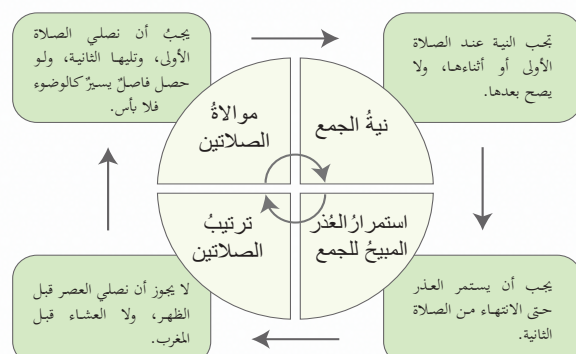 تجب النية عند الصلاة
الأولى أو أثناءها، ولا
يصح بعدها.
نيةُ الجمع
يجب أن يستمر العذر
حتى الانتهاء من الصلاة
الثانية.
استمرارُ العُذر
المبيحُ للجمع
لا يجوز أن نصلي العصر قبل
الظهر، ولا العشاء قبل
المغرب.
ترتيبُ
الصلاتين
يجبُ أن نصلي الصلاة
الأولى، وتليها الثانية، ولو
حصل فاصلٌ يسيرٌ كالوضوء
فلا بأس.
موالاةُ
الصلاتين